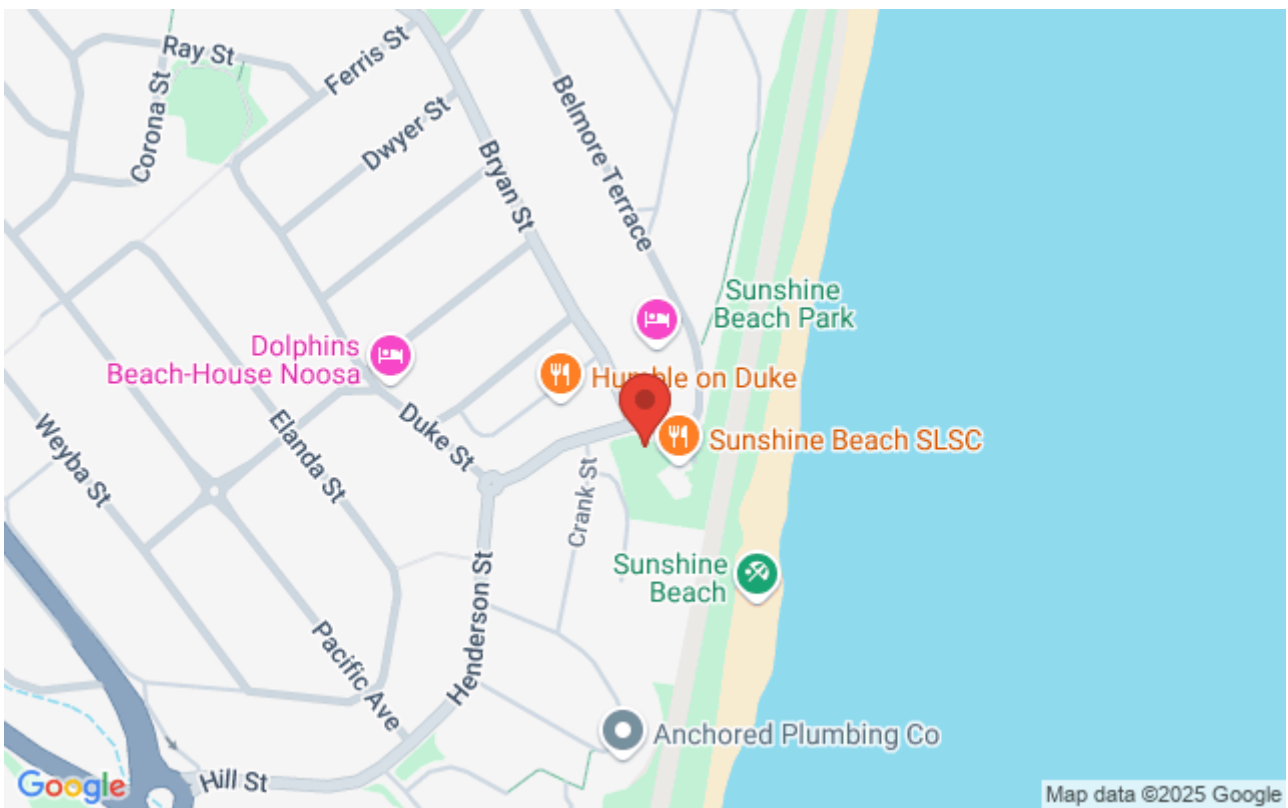 Ray St
Ferris St
Corona St
Dwyer St
Belmore Terrace
Bryan St
Sunshine
Beach Park
Dolphins
Beach-House Noosa
Humble on Duke
Weyba St
Elanda St
Duke St
Sunshine Beach SLSC
Crank St
Sunshine
Beach
Henderson St
Pacific Ave
Anchored Plumbing Co
Hill St
Google
Map data ©2025 Google